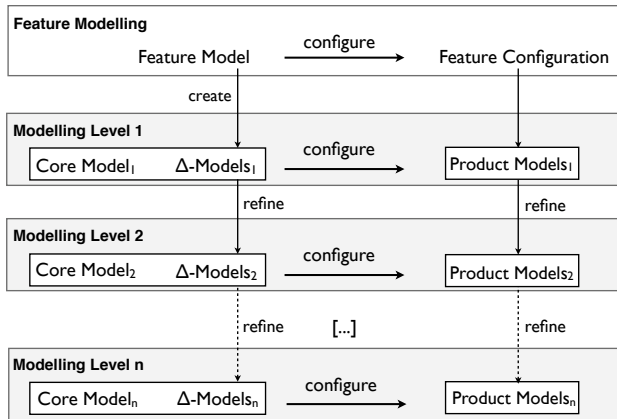 Feature Modelling
configure
Feature Model
Feature Configuration
create
Modelling Level 1
configure
Core Model₁ Δ-Models₁
Product Models₁
refine
refine
Modelling Level 2
configure
Core Model₂ Δ-Models₂
Product Models₂
refine
[...]
refine
Modelling Level n
configure
Core Modelₙ Δ-Modelsₙ
Product Modelsₙ